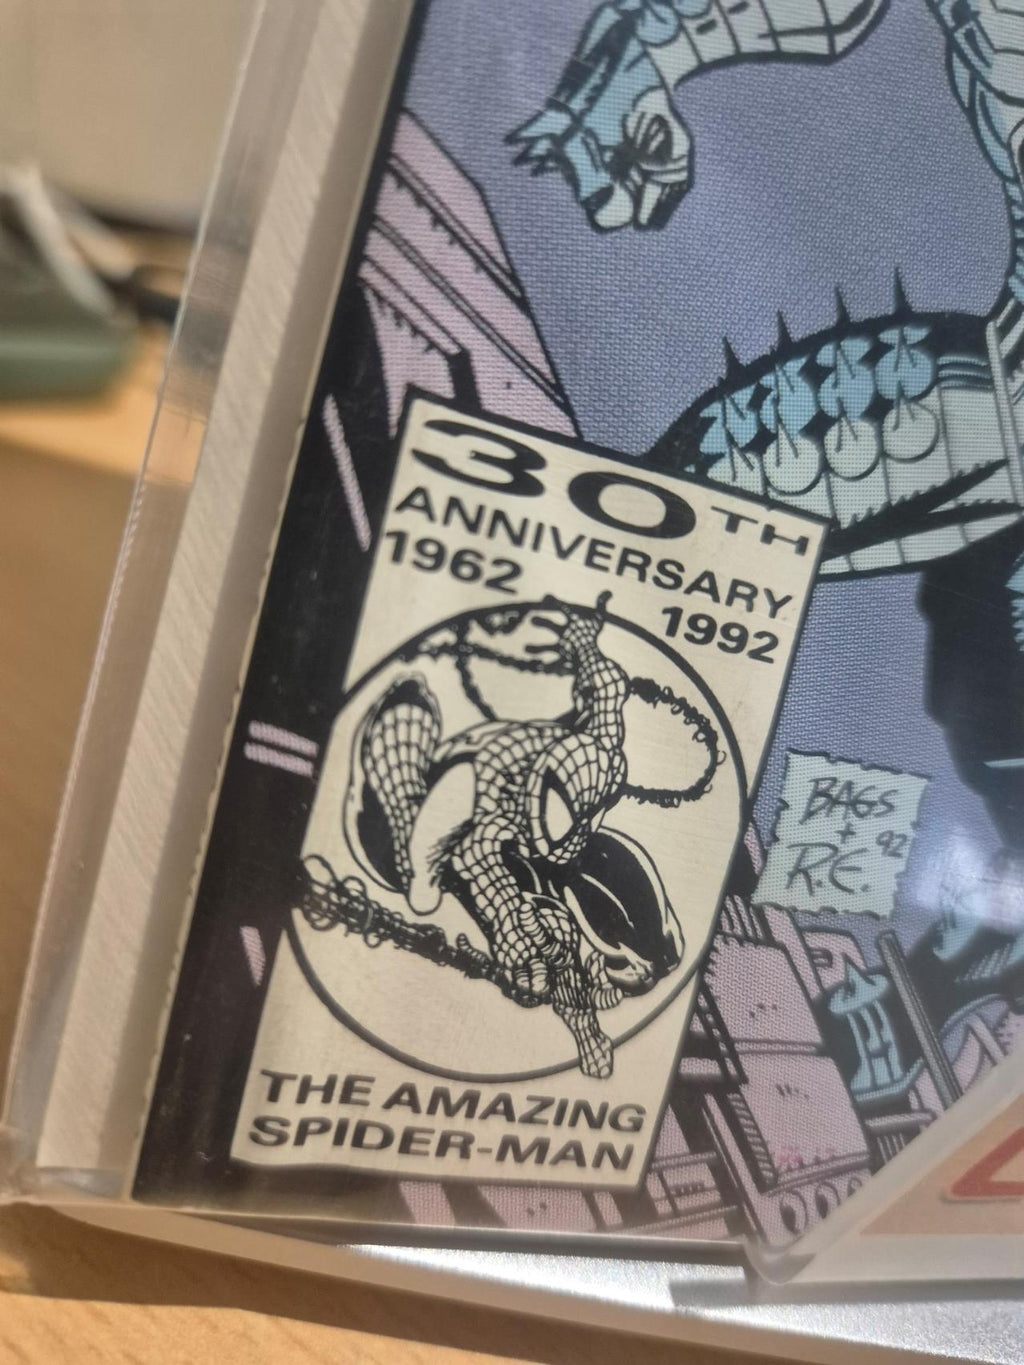 30TH
ANNIVERSARY
1962
1992
THE AMAZING
SPIDER-MAN
BAGS
+
R.E. 92